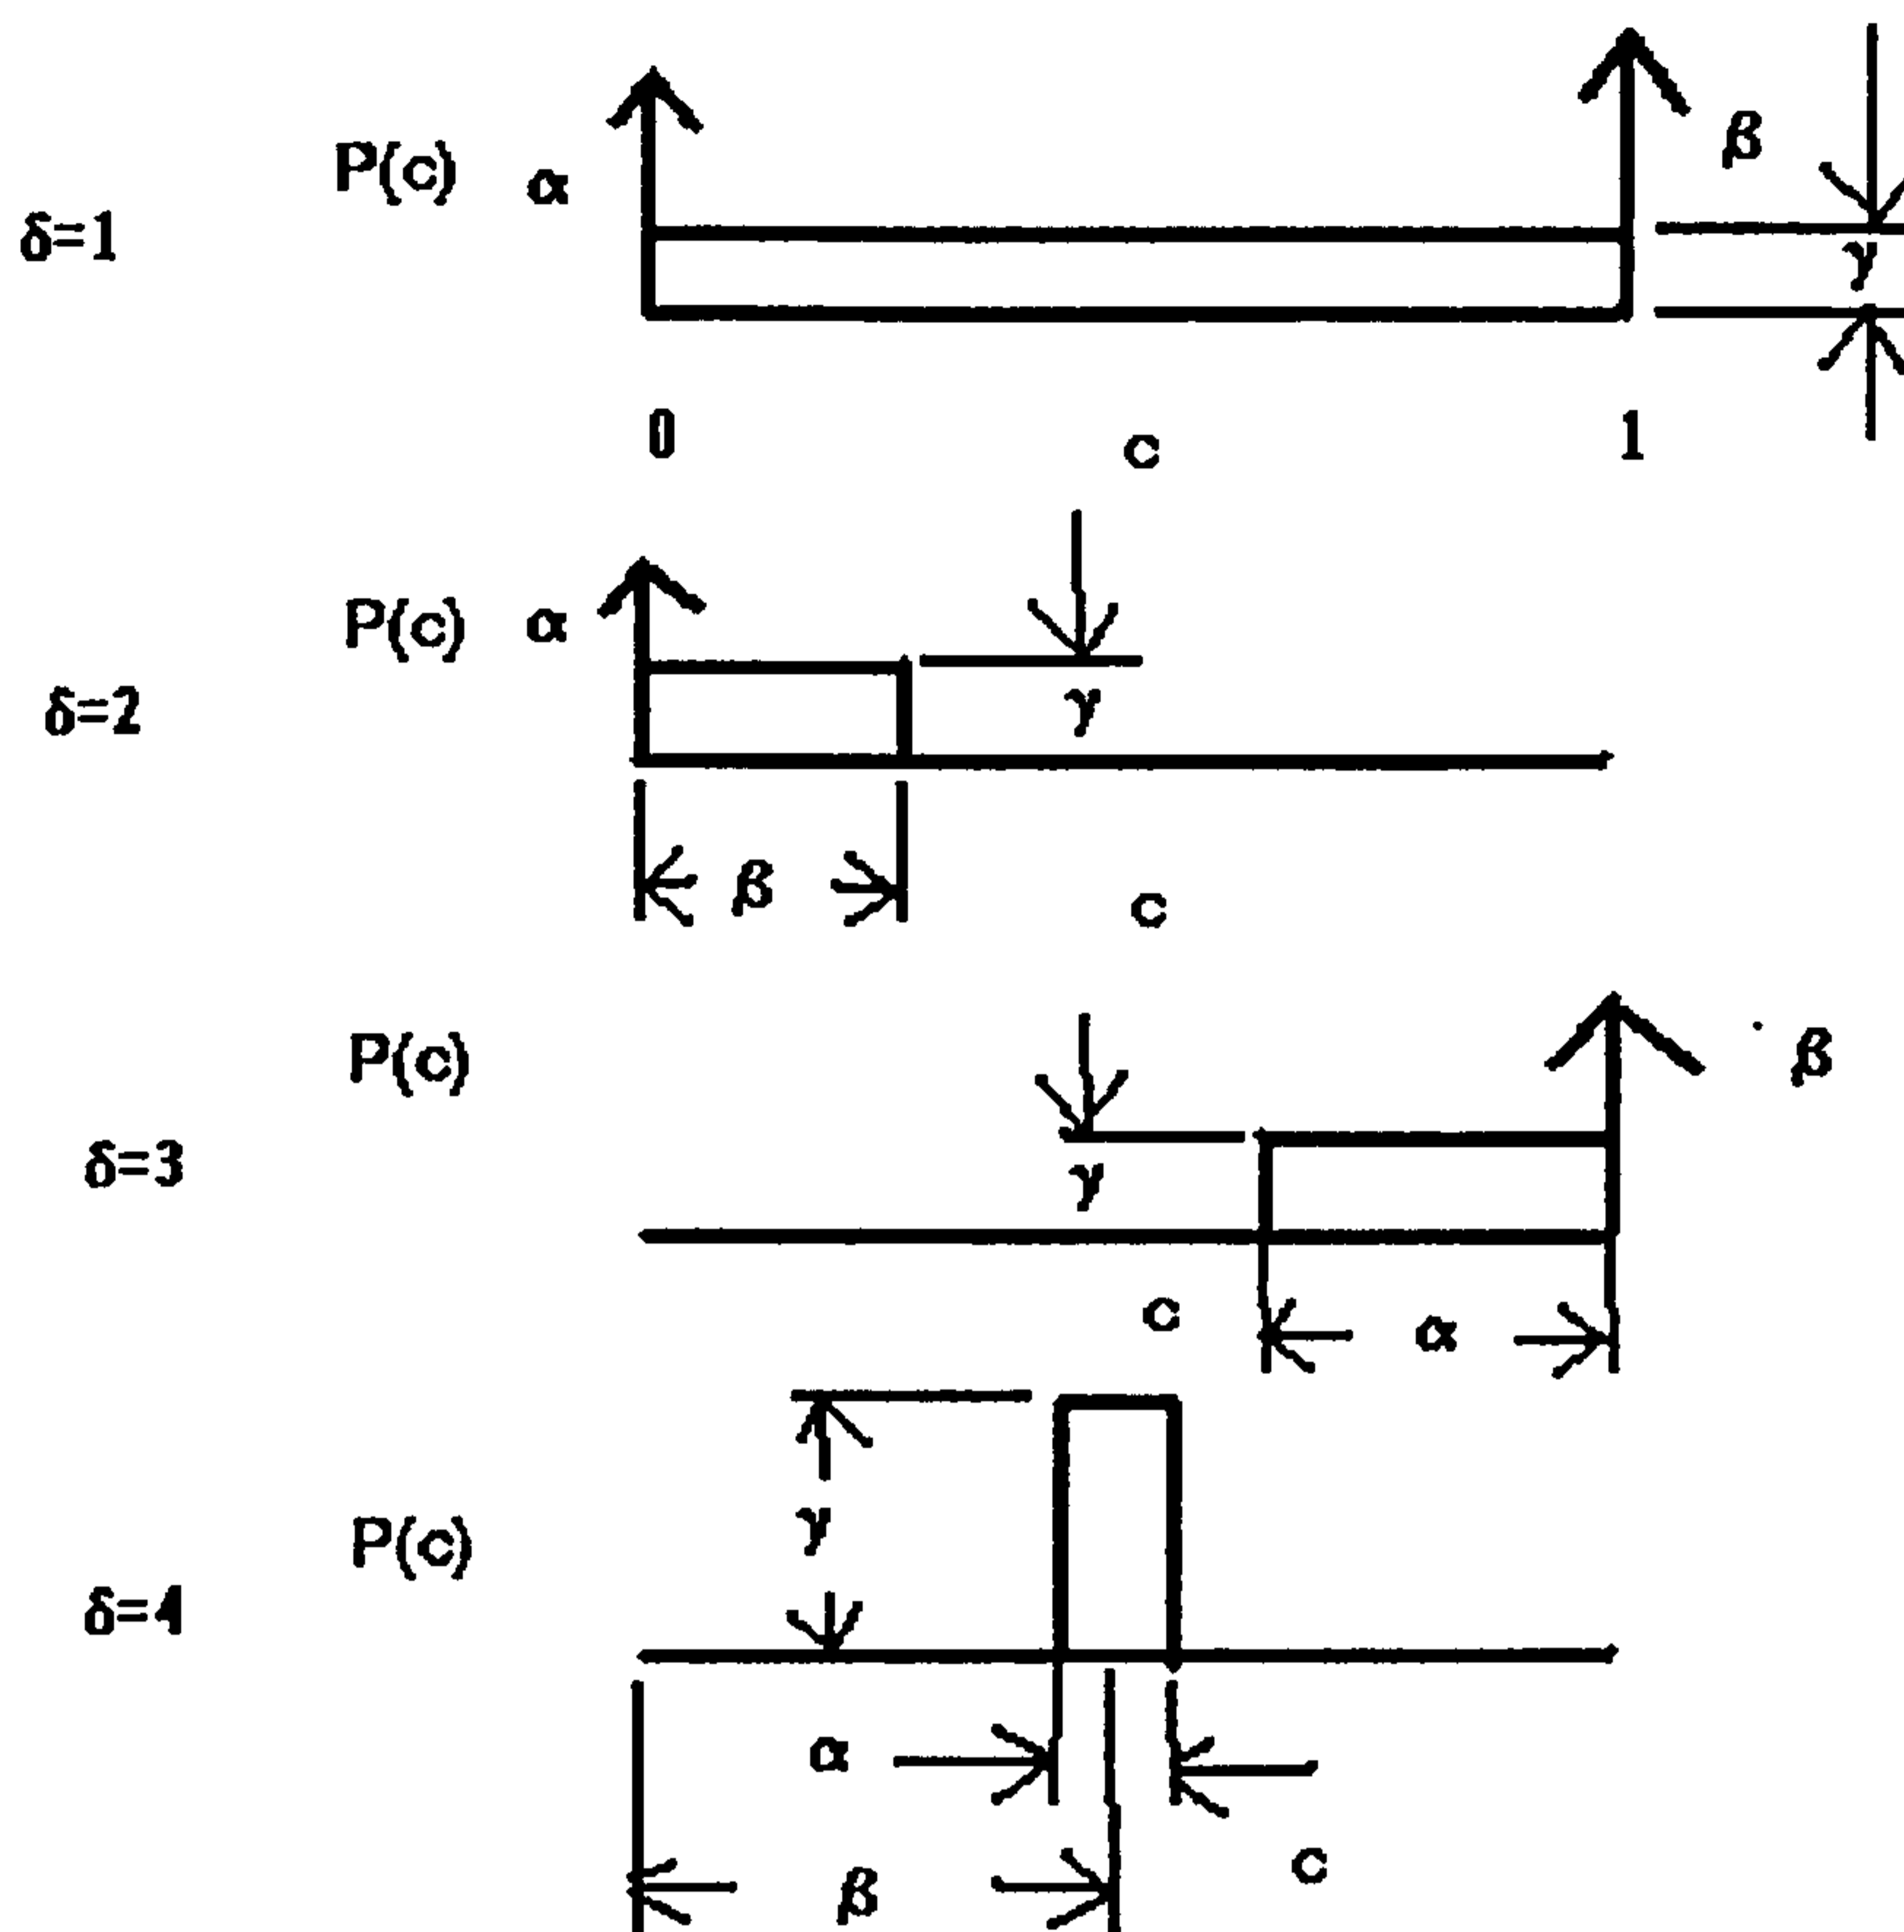 P(c) α β
δ=1 γ
0 c 1
P(c) α
δ=2 γ
β c
P(c) β
δ=3 γ
c α
γ
P(c)
δ=4
α
c
β